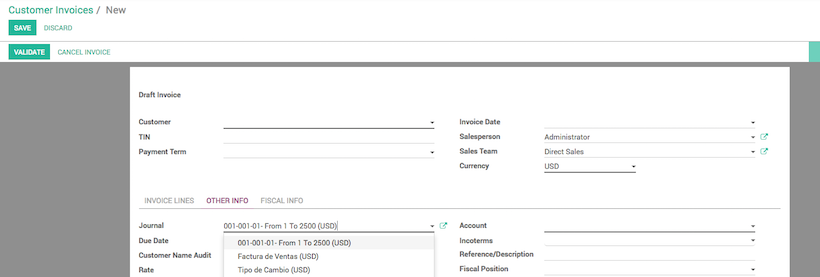 Customer Invoices / New
SAVE DISCARD
VALIDATE CANCEL INVOICE
Draft Invoice
Customer
TIN
Payment Term
Invoice Date
Salesperson Administrator
Sales Team Direct Sales
Currency USD
INVOICE LINES OTHER INFO FISCAL INFO
Journal 001-001-01- From 1 To 2500 (USD)
001-001-01- From 1 To 2500 (USD)
Factura de Ventas (USD)
Tipo de Cambio (USD)
Due Date
Customer Name Audit
Rate
Account
Incoterms
Reference/Description
Fiscal Position